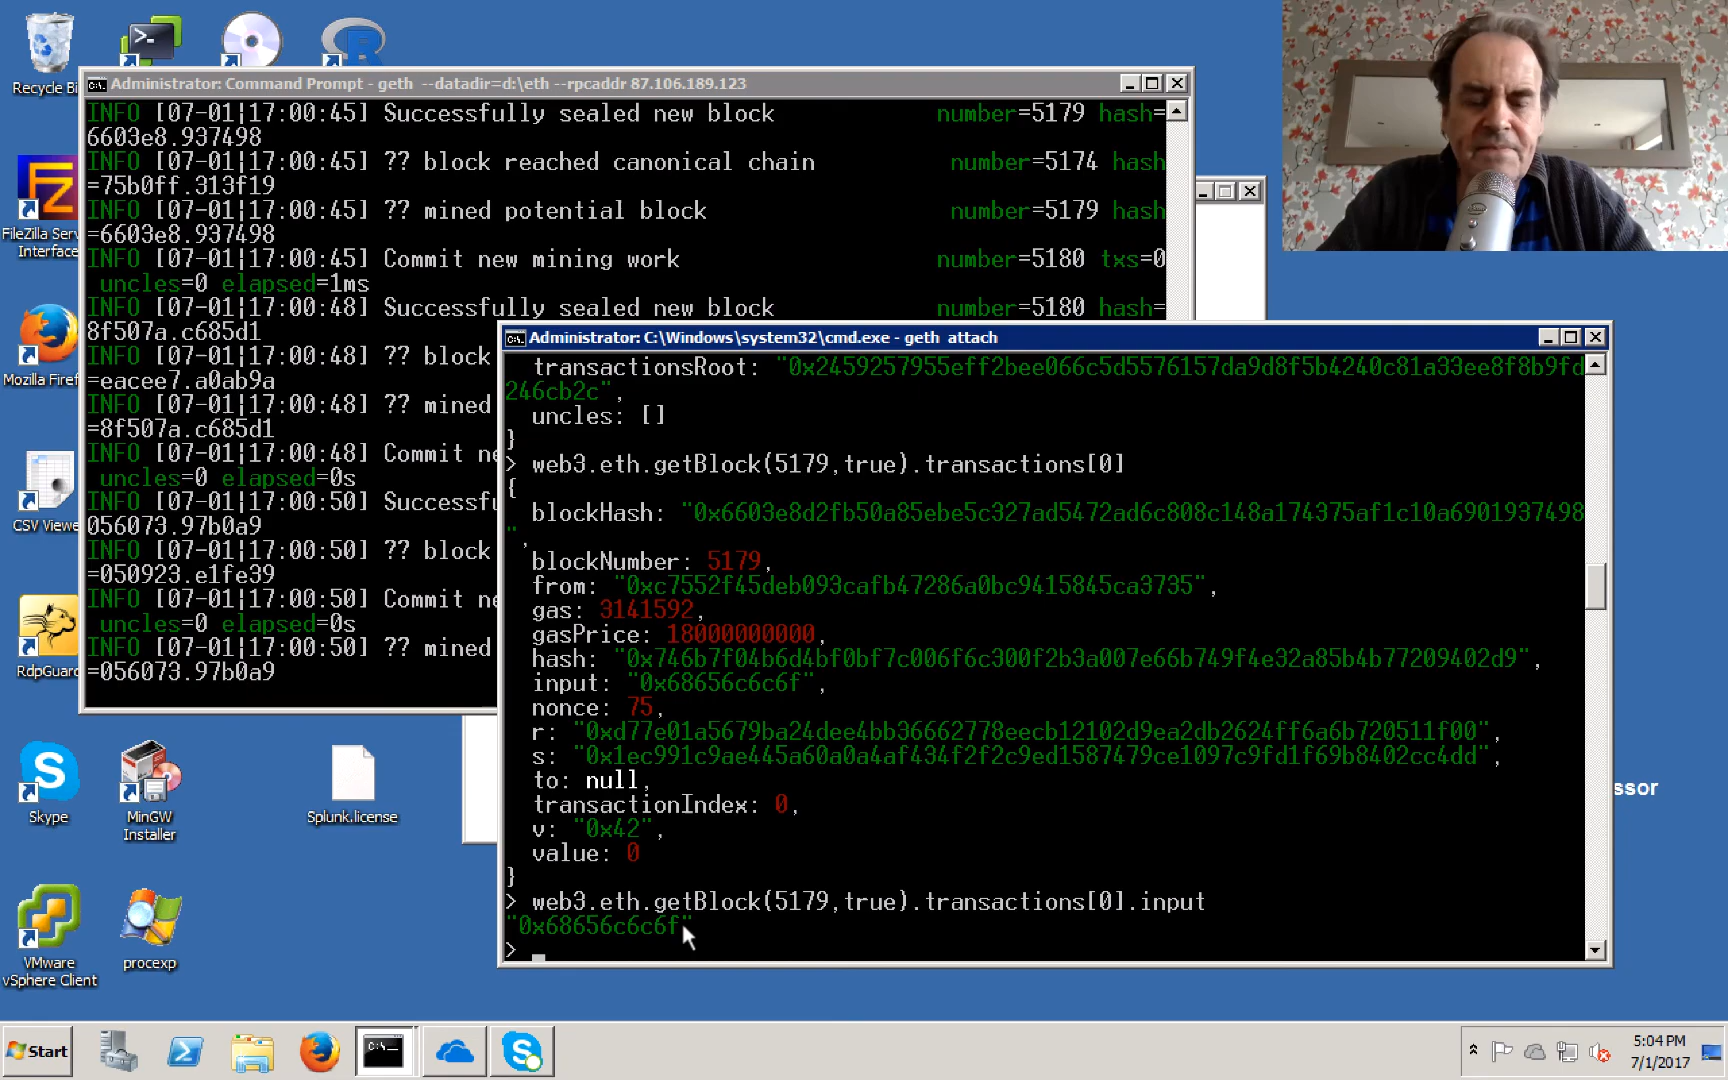 Recycle Bi
Administrator: Command Prompt - geth --datadir=d:\eth --rpcaddr 87.106.189.123
INFO [07-01|17:00:45] Successfully sealed new block number=5179 hash=
6603e8.937498
INFO [07-01|17:00:45] ?? block reached canonical chain number=5174 hash
=75b0ff.313f19
INFO [07-01|17:00:45] ?? mined potential block number=5179 hash
=6603e8.937498
INFO [07-01|17:00:45] Commit new mining work number=5180 txs=0
uncles=0 elapsed=1ms
INFO [07-01|17:00:45] Successfully sealed new block number=5180 hash=
8f507a.c685d1
INFO [07-01|17:00:48] ?? block
=eacee7.a0ab9a
INFO [07-01|17:00:48] ?? mined
=8f507a.c685d1
INFO [07-01|17:00:48] Commit ne
uncles=0 elapsed=0s
INFO [07-01|17:00:50] Successfu
056073.97b0a9
INFO [07-01|17:00:50] ?? block
=050923.e1fe39
INFO [07-01|17:00:50] Commit ne
uncles=0 elapsed=0s
INFO [07-01|17:00:50] ?? mined
=056073.97b0a9
Administrator: C:\Windows\system32\cmd.exe - geth attach
transactionsRoot: "0x2459257955eff2bee066c5d5576157da9d8f5b4240c81a33ee8f8b9fd
246cb2c",
uncles: []
}
> web3.eth.getBlock(5179,true).transactions[0]
{
blockHash: "0x6603e8d2fb50a85ebe5c327ad5472ad6c808c148a174375af1c10a6901937498
",
blockNumber: 5179,
from: "0xc7552f45deb093cafb47286a0bc9415845ca3735",
gas: 3141592,
gasPrice: 18000000000,
hash: "0x746b7f04b6d4bf0bf7c006f6c300f2b3a007e66b749f4e32a85b4b77209402d9",
input: "0x68656c6c6f",
nonce: 75,
r: "0xd77e01a5679ba24dee4bb36662778eecb12102d9ea2db2624ff6a6b720511f00",
s: "0x1ec991c9ae445a60a0a4af434f2f2c9ed1587479ce1097c9fd1f69b8402cc4dd",
to: null,
transactionIndex: 0,
v: "0x42",
value: 0
}
> web3.eth.getBlock(5179,true).transactions[0].input
"0x68656c6c6f"
>
FileZilla Serv
Interface
Mozilla Firef
CSV Viewe
RdpGuar
Skype
MinGW
Installer
Splunk.license
VMware
vSphere Client
procexp
ssor
Start
5:04 PM
7/1/2017